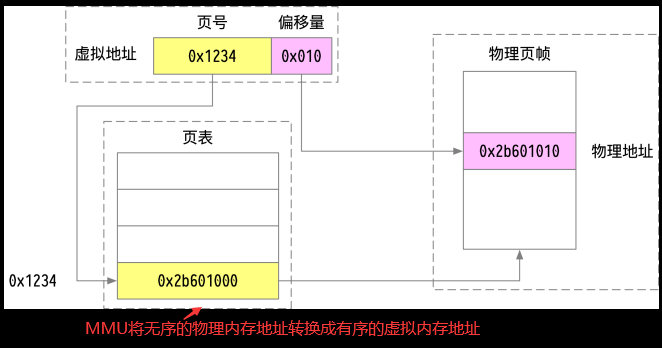 页号 偏移量
虚拟地址 0x1234 0x010
物理页帧
页表
0x2b601010 物理地址
0x1234 0x2b601000
MMU将无序的物理内存地址转换成有序的虚拟内存地址